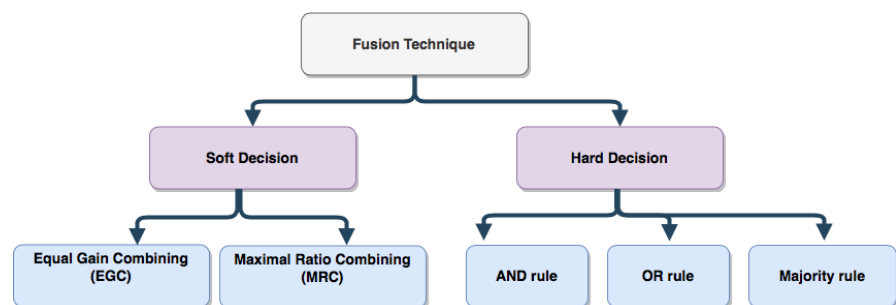 Fusion Technique
Soft Decision
Hard Decision
Equal Gain Combining
(EGC)
Maximal Ratio Combining
(MRC)
AND rule
OR rule
Majority rule